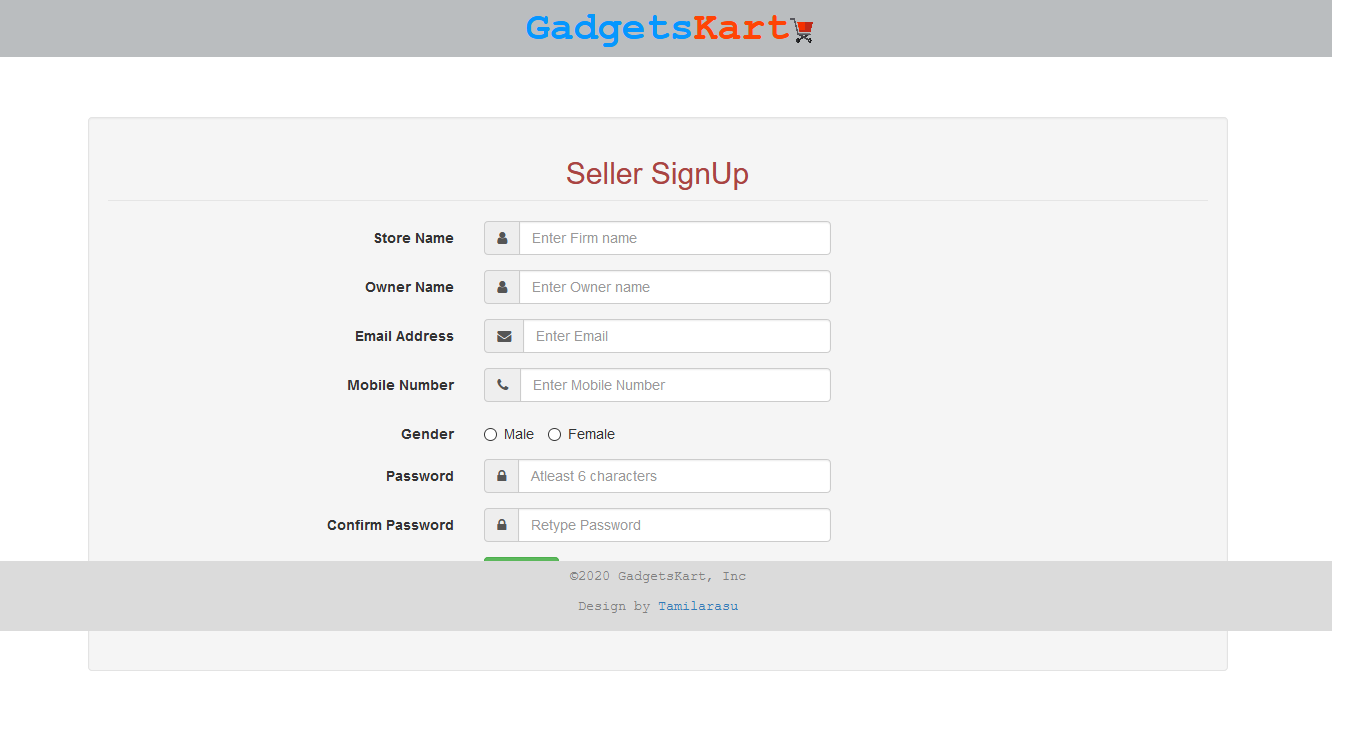 GadgetsKart
Seller SignUp
Store Name Enter Firm name
Owner Name Enter Owner name
Email Address Enter Email
Mobile Number Enter Mobile Number
Gender Male Female
Password Atleast 6 characters
Confirm Password Retype Password
©2020 GadgetsKart, Inc
Design by Tamilarasu